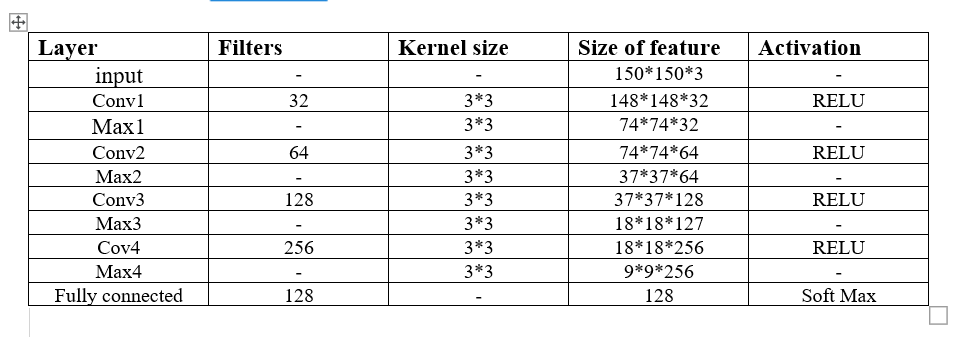 Layer Filters Kernel size Size of feature Activation
input - - 150*150*3 -
Conv1 32 3*3 148*148*32 RELU
Max1 - 3*3 74*74*32 -
Conv2 64 3*3 74*74*64 RELU
Max2 - 3*3 37*37*64 -
Conv3 128 3*3 37*37*128 RELU
Max3 - 3*3 18*18*127 -
Cov4 256 3*3 18*18*256 RELU
Max4 - 3*3 9*9*256 -
Fully connected 128 - 128 Soft Max